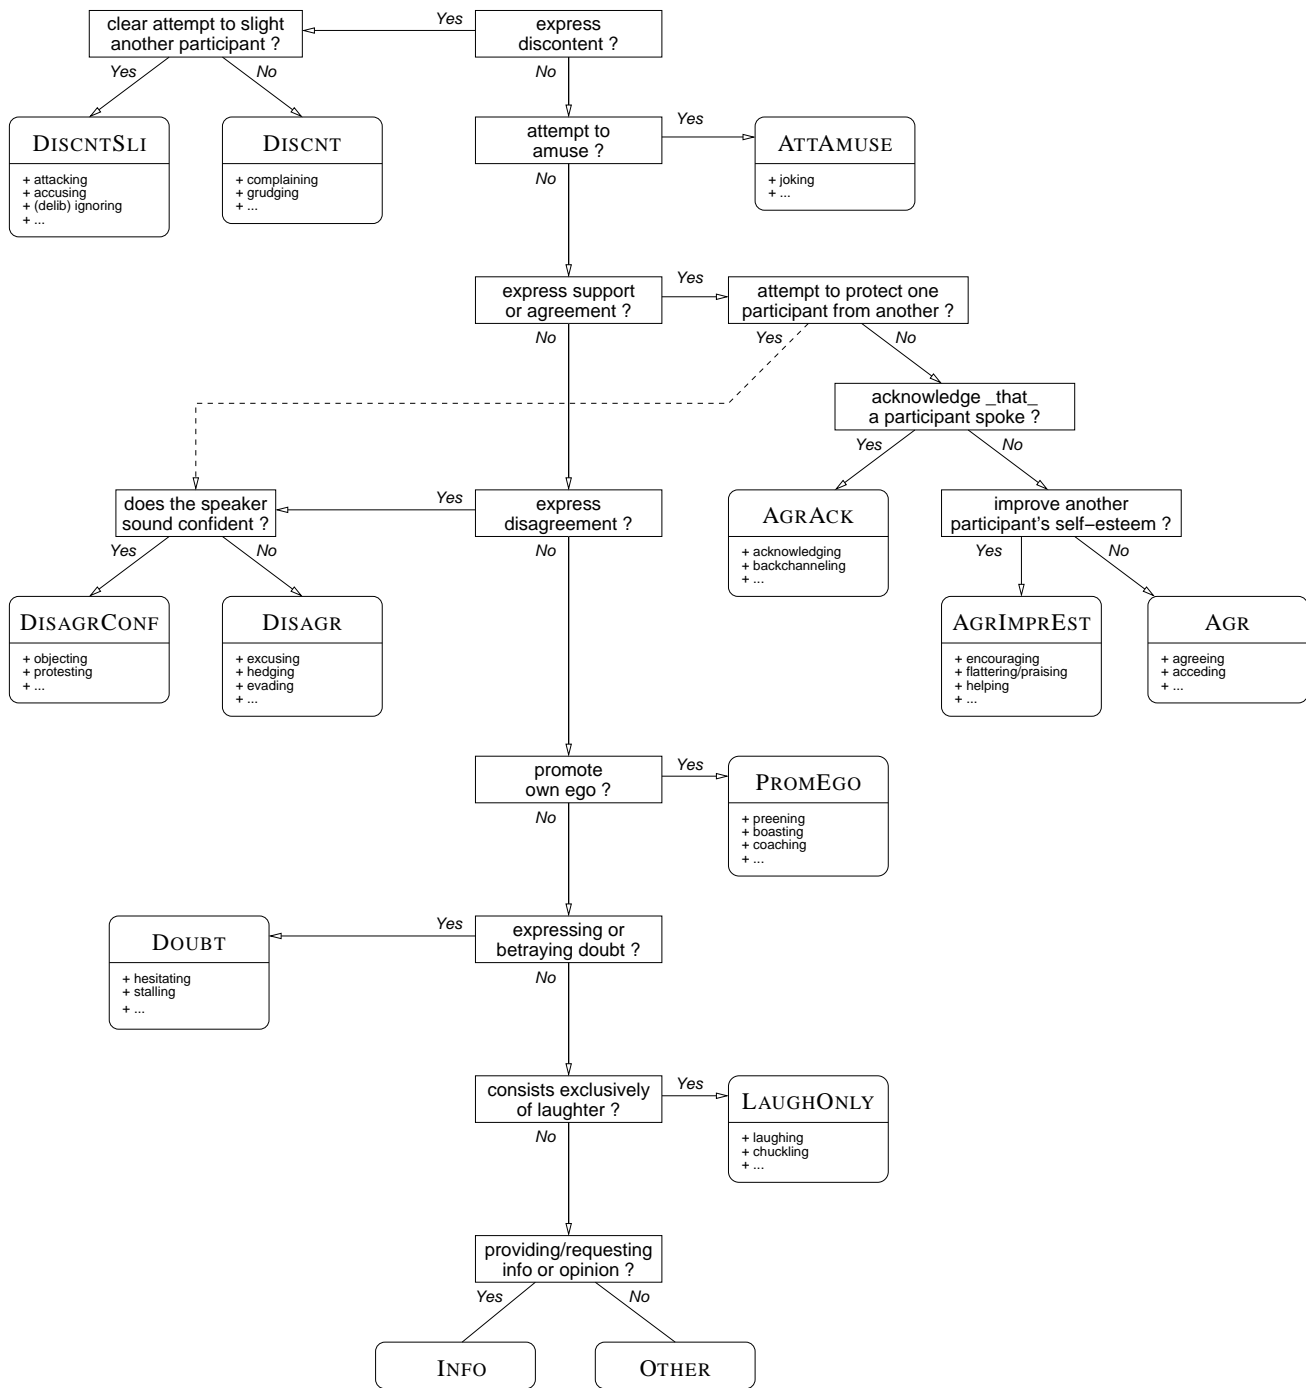 clear attempt to slight
another participant ?
Yes
express
discontent ?
Yes
No
No
DISCNTSLI
+ attacking
+ accusing
+ (delib) ignoring
+ ...
DISCNT
+ complaining
+ grudging
+ ...
attempt to
amuse ?
Yes
No
ATTAMUSE
+ joking
+ ...
express support
or agreement ?
Yes
No
attempt to protect one
participant from another ?
Yes
No
acknowledge _that_
a participant spoke ?
Yes
No
does the speaker
sound confident ?
Yes
express
disagreement ?
Yes
No
No
AGRACK
+ acknowledging
+ backchanneling
+ ...
improve another
participant's self−esteem ?
Yes
No
DISAGRCONF
+ objecting
+ protesting
+ ...
DISAGR
+ excusing
+ hedging
+ evading
+ ...
AGRIMPREST
+ encouraging
+ flattering/praising
+ helping
+ ...
AGR
+ agreeing
+ acceding
+ ...
promote
own ego ?
Yes
No
PROMEGO
+ preening
+ boasting
+ coaching
+ ...
DOUBT
+ hesitating
+ stalling
+ ...
Yes
expressing or
betraying doubt ?
No
consists exclusively
of laughter ?
Yes
No
LAUGHONLY
+ laughing
+ chuckling
+ ...
providing/requesting
info or opinion ?
Yes
No
INFO
OTHER